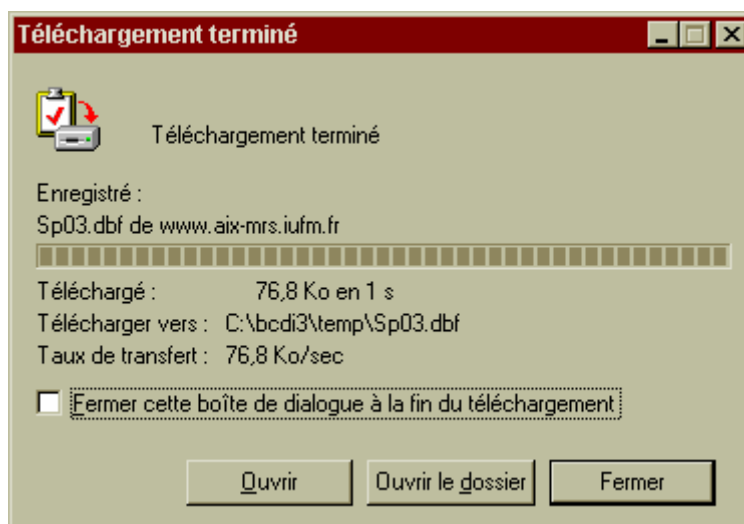 Téléchargement terminé
Téléchargement terminé
Enregistré :
Sp03.dbf de www.aix-mrs.iufm.fr
Téléchargé : 76,8 Ko en 1 s
Télécharger vers : C:\bcdi3\temp\Sp03.dbf
Taux de transfert : 76,8 Ko/sec
Fermer cette boîte de dialogue à la fin du téléchargement
Ouvrir Ouvrir le dossier Fermer